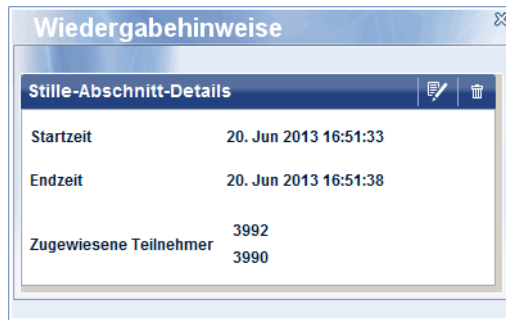 Wiedergabehinweise
Stille-Abschnitt-Details
Startzeit 20. Jun 2013 16:51:33
Endzeit 20. Jun 2013 16:51:38
Zugewiesene Teilnehmer 3992
3990